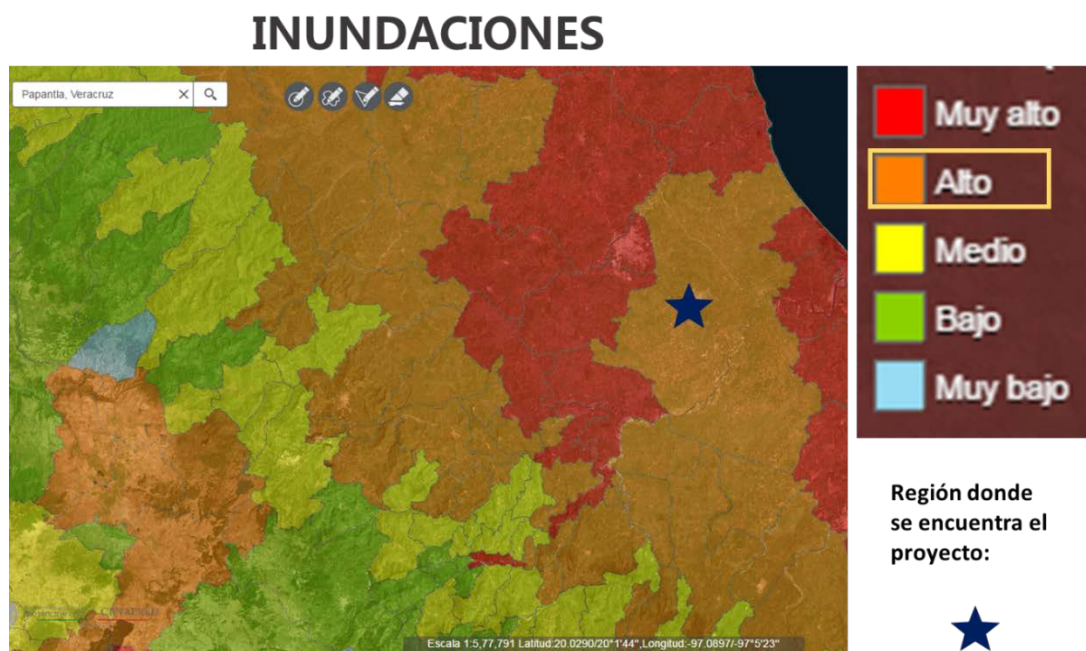 INUNDACIONES
Papantla, Veracruz
Muy alto
Alto
Medio
Bajo
Muy bajo
Región donde
se encuentra el
proyecto:
CENAPRED
Escala 1:5,77,791 Latitud:20.0290/20°1'44",Longitud:-97.0897/-97°5'23"